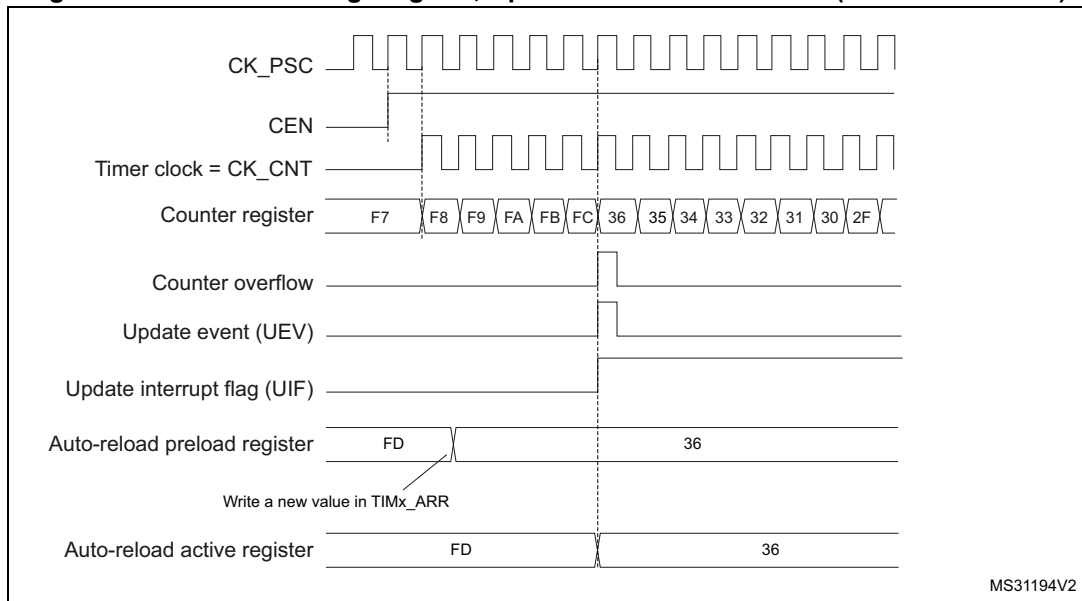 CK_PSC
CEN
Timer clock = CK_CNT
Counter register F7 F8 F9 FA FB FC 36 35 34 33 32 31 30 2F
Counter overflow
Update event (UEV)
Update interrupt flag (UIF)
Auto-reload preload register FD 36
Write a new value in TIMx_ARR
Auto-reload active register FD 36
MS31194V2